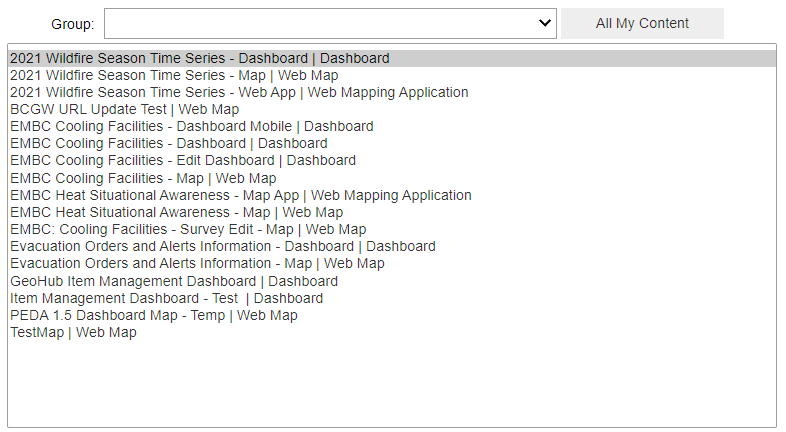 Group:
All My Content
2021 Wildfire Season Time Series - Dashboard | Dashboard
2021 Wildfire Season Time Series - Map | Web Map
2021 Wildfire Season Time Series - Web App | Web Mapping Application
BCGW URL Update Test | Web Map
EMBC Cooling Facilities - Dashboard Mobile | Dashboard
EMBC Cooling Facilities - Dashboard | Dashboard
EMBC Cooling Facilities - Edit Dashboard | Dashboard
EMBC Cooling Facilities - Map | Web Map
EMBC Heat Situational Awareness - Map App | Web Mapping Application
EMBC Heat Situational Awareness - Map | Web Map
EMBC: Cooling Facilities - Survey Edit - Map | Web Map
Evacuation Orders and Alerts Information - Dashboard | Dashboard
Evacuation Orders and Alerts Information - Map | Web Map
GeoHub Item Management Dashboard | Dashboard
Item Management Dashboard - Test  | Dashboard
PEDA 1.5 Dashboard Map - Temp | Web Map
TestMap | Web Map